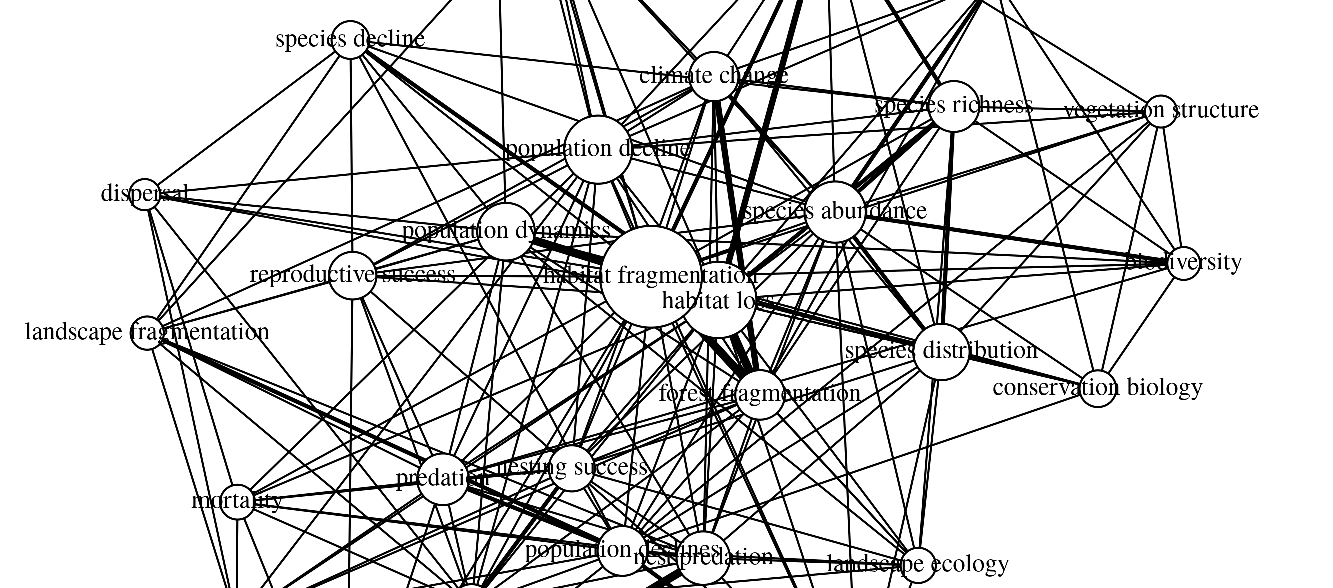 species decline
climate change
species richness
vegetation structure
population decline
dispersal
species abundance
population dynamics
biodiversity
reproductive success
habitat fragmentation
habitat loss
landscape fragmentation
species distribution
conservation biology
forest fragmentation
nesting success
predation
mortality
population declines
nest predation
landscape ecology